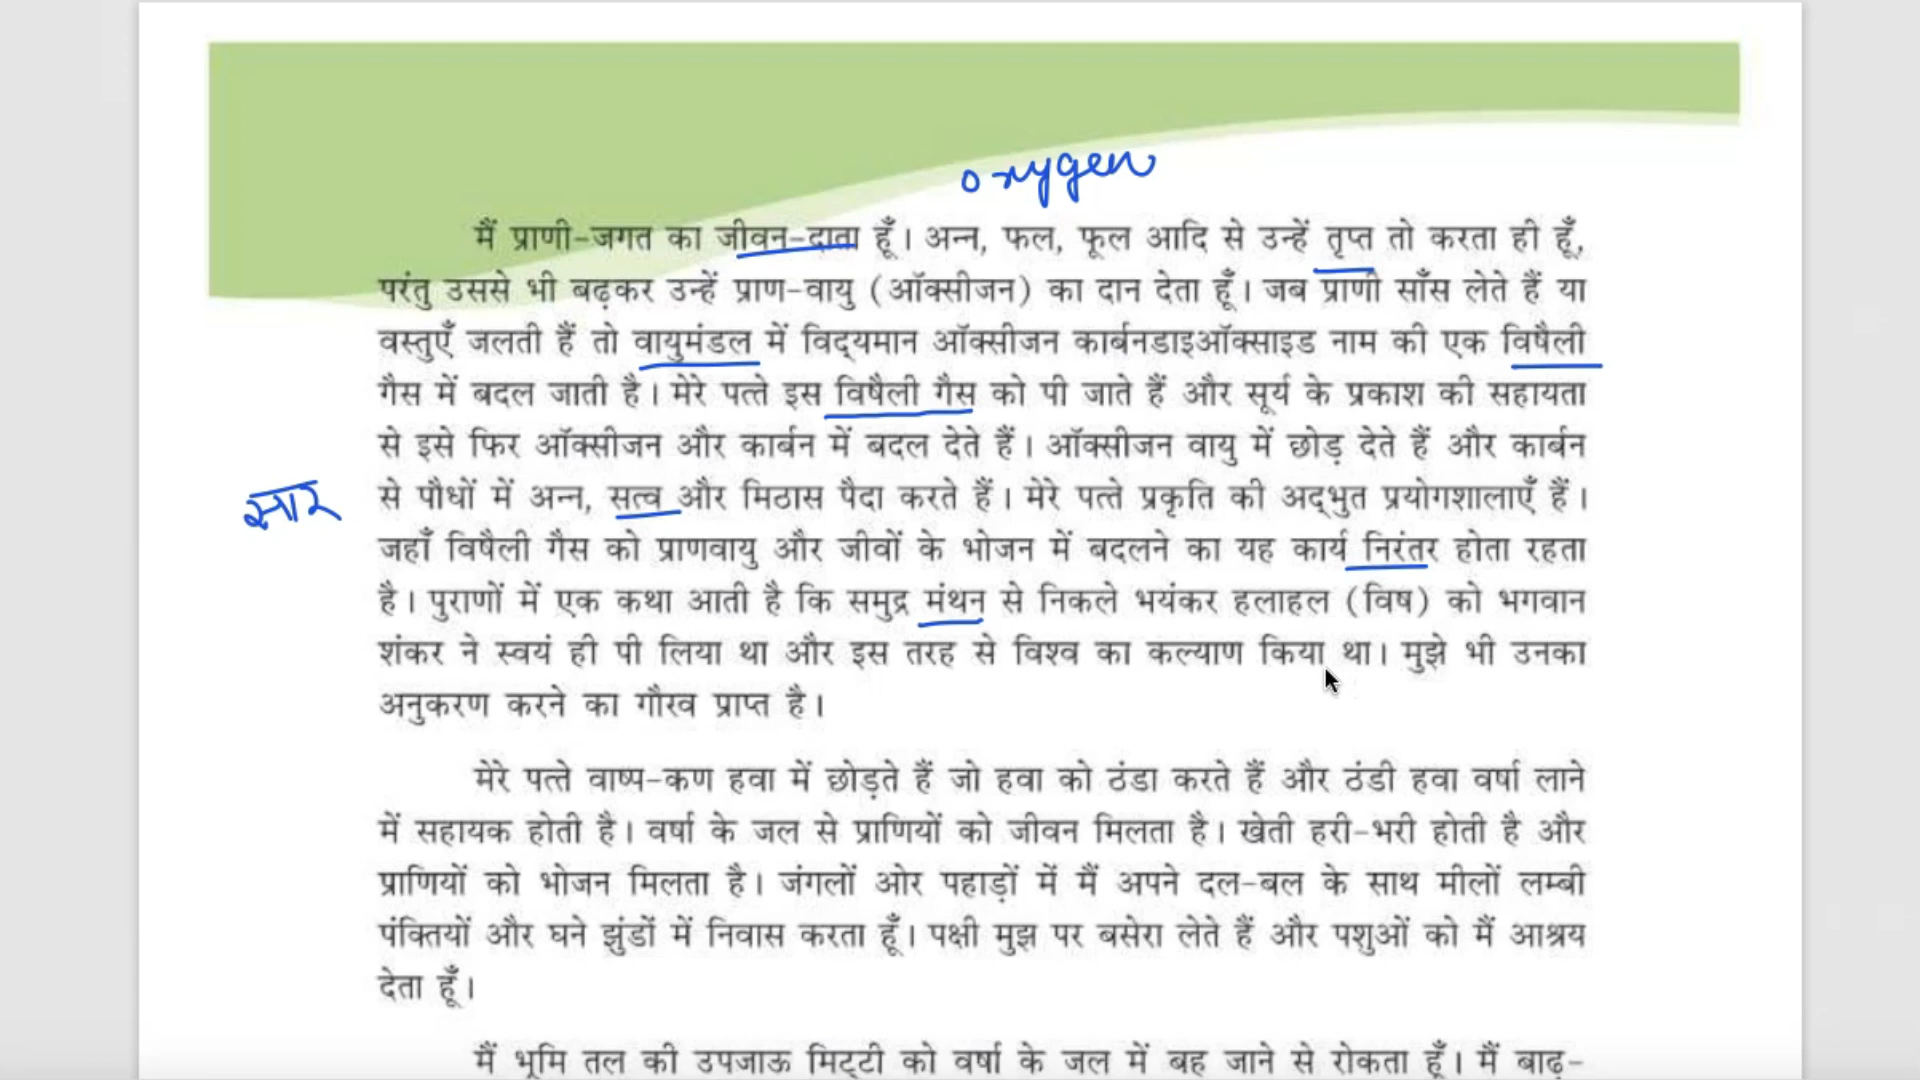 oxygen
मैं प्राणी-जगत का जीवन-दाता हूँ। अन्न, फल, फूल आदि से उन्हें तृप्त तो करता ही हूँ,
परंतु उससे भी बढ़कर उन्हें प्राण-वायु (ऑक्सीजन) का दान देता हूँ। जब प्राणी साँस लेते हैं या
वस्तुएँ जलती हैं तो वायुमंडल में विद्यमान ऑक्सीजन कार्बनडाइऑक्साइड नाम की एक विषैली
गैस में बदल जाती है। मेरे पत्ते इस विषैली गैस को पी जाते हैं और सूर्य के प्रकाश की सहायता
से इसे फिर ऑक्सीजन और कार्बन में बदल देते हैं। ऑक्सीजन वायु में छोड़ देते हैं और कार्बन
सार से पौधों में अन्न, सत्व और मिठास पैदा करते हैं। मेरे पत्ते प्रकृति की अद्भुत प्रयोगशालाएँ हैं।
जहाँ विषैली गैस को प्राणवायु और जीवों के भोजन में बदलने का यह कार्य निरंतर होता रहता
है। पुराणों में एक कथा आती है कि समुद्र मंथन से निकले भयंकर हलाहल (विष) को भगवान
शंकर ने स्वयं ही पी लिया था और इस तरह से विश्व का कल्याण किया था। मुझे भी उनका
अनुकरण करने का गौरव प्राप्त है।
मेरे पत्ते वाष्प-कण हवा में छोड़ते हैं जो हवा को ठंडा करते हैं और ठंडी हवा वर्षा लाने
में सहायक होती है। वर्षा के जल से प्राणियों को जीवन मिलता है। खेती हरी-भरी होती है और
प्राणियों को भोजन मिलता है। जंगलों ओर पहाड़ों में मैं अपने दल-बल के साथ मीलों लम्बी
पंक्तियों और घने झुंडों में निवास करता हूँ। पक्षी मुझ पर बसेरा लेते हैं और पशुओं को मैं आश्रय
देता हूँ।
मैं भूमि तल की उपजाऊ मिट्टी को वर्षा के जल में बह जाने से रोकता हूँ। मैं बाढ़-